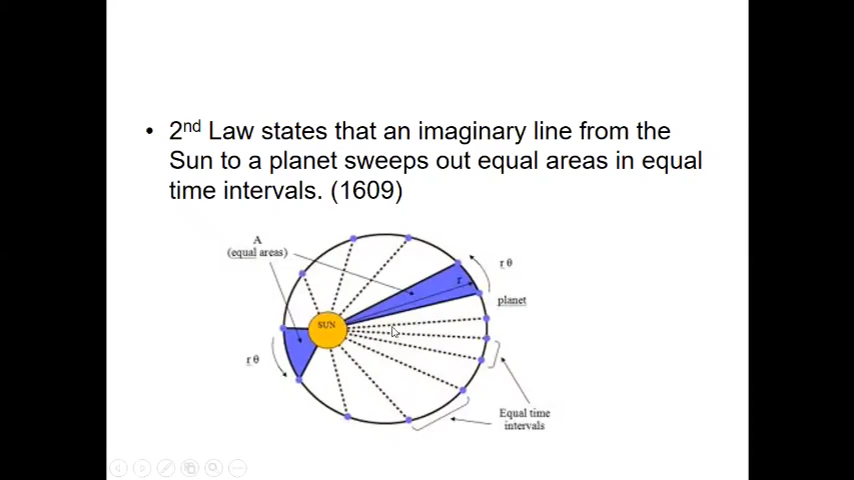 • 2nd Law states that an imaginary line from the
Sun to a planet sweeps out equal areas in equal
time intervals. (1609)
A
(equal areas)
r θ
r
planet
SUN
r θ
Equal time
intervals